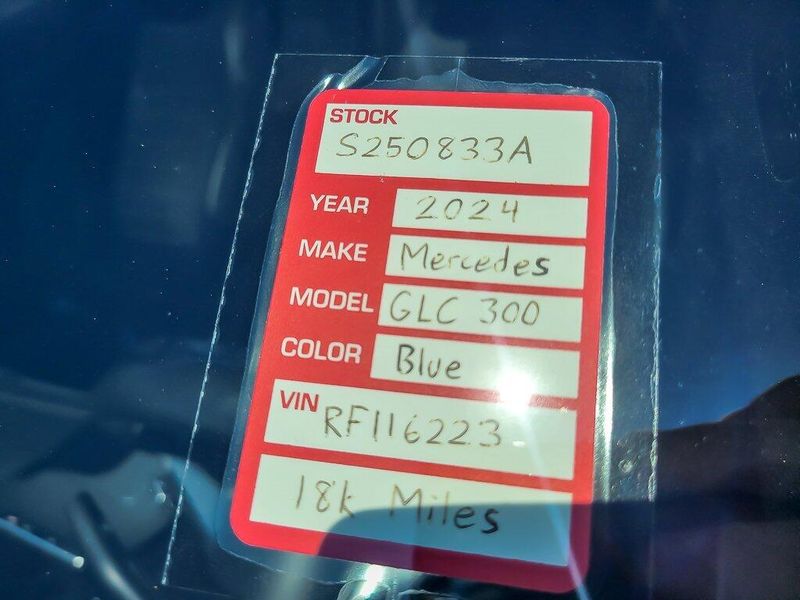 STOCK
S250833A
YEAR 2024
MAKE Mercedes
MODEL GLC 300
COLOR Blue
VIN RF116223
18k Miles